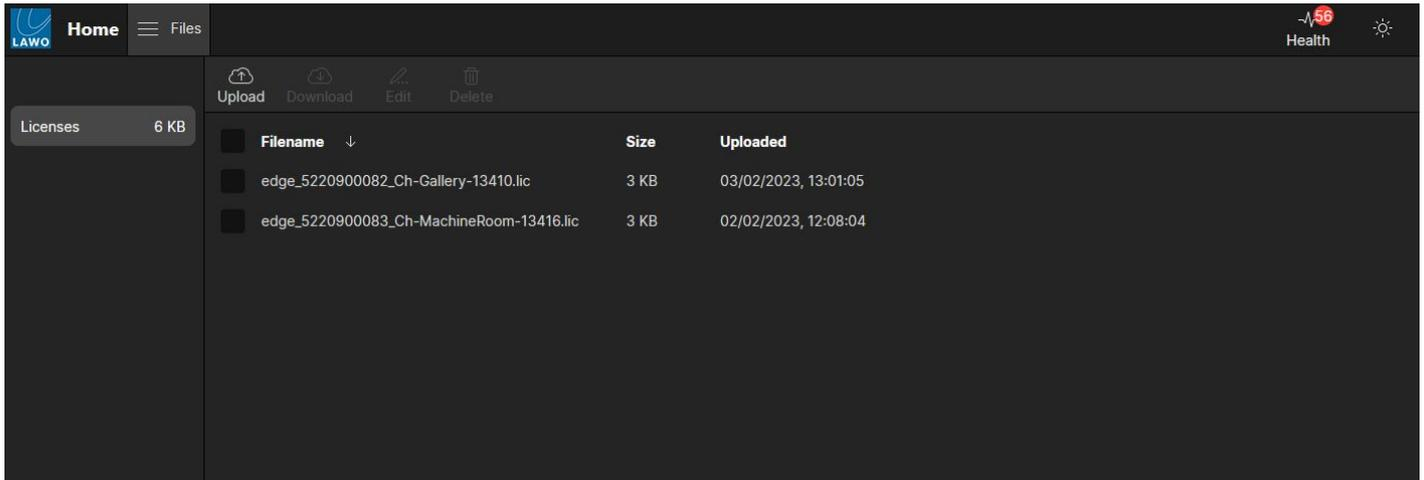 LAWO
Home Files
56
Health
Upload Download Edit Delete
Licenses 6 KB
Filename Size Uploaded
edge_5220900082_Ch-Gallery-13410.lic 3 KB 03/02/2023, 13:01:05
edge_5220900083_Ch-MachineRoom-13416.lic 3 KB 02/02/2023, 12:08:04